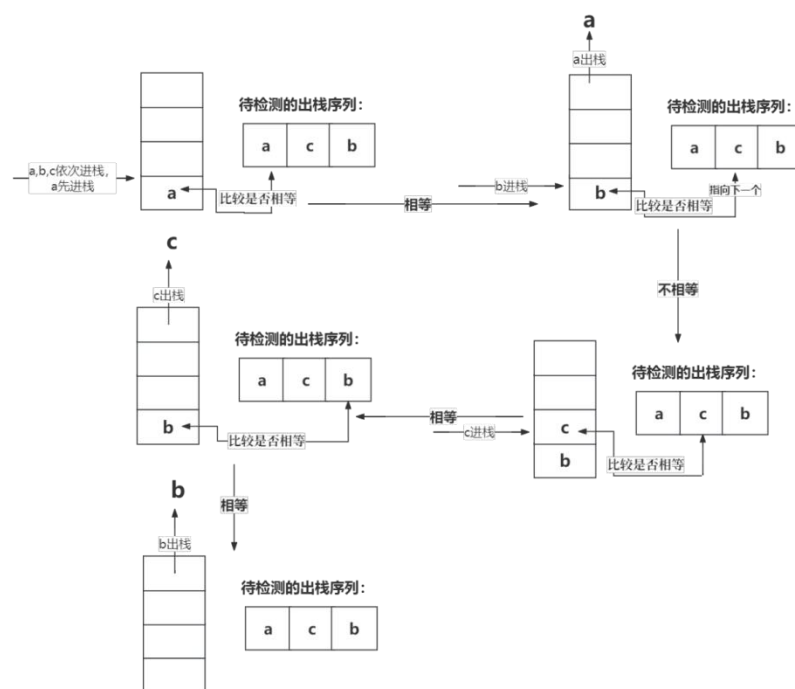 a
a出栈
待检测的出栈序列：
a c b
a,b,c依次进栈，
a先进栈
a
比较是否相等
相等
待检测的出栈序列：
a c b
b进栈
b
指向下一个
比较是否相等
不相等
c
c出栈
待检测的出栈序列：
a c b
b
比较是否相等
相等
c进栈
待检测的出栈序列：
a c b
c
b
比较是否相等
相等
b
b出栈
待检测的出栈序列：
a c b